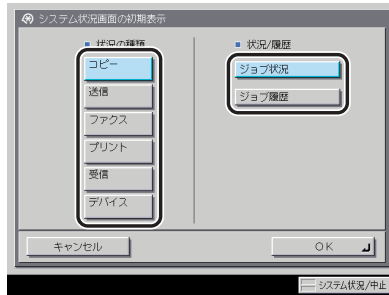 システム状況画面の初期表示
状況の種類
コピー
送信
ファクス
プリント
受信
デバイス
状況/履歴
ジョブ状況
ジョブ履歴
キャンセル
OK
システム状況/中止